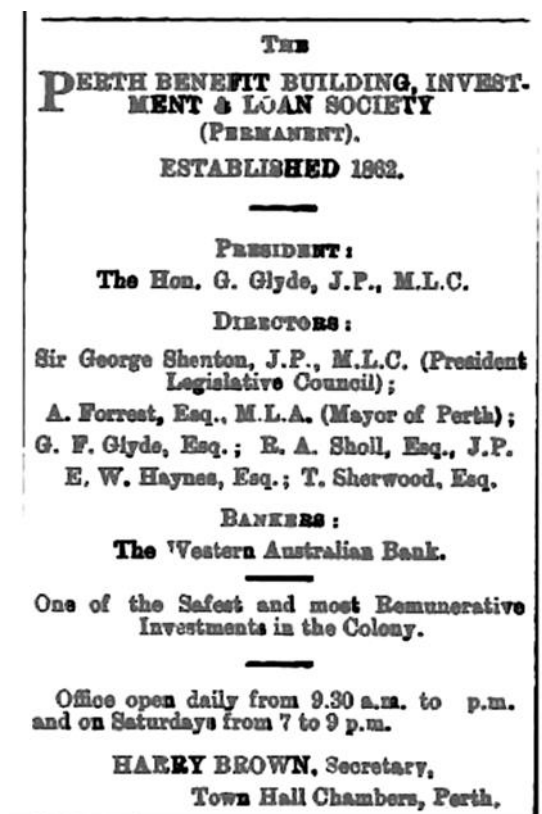 THE
PERTH BENEFIT BUILDING, INVEST-
MENT & LOAN SOCIETY
(PERMANENT).
ESTABLISHED 1862.
PRESIDENT:
The Hon. G. Glyde, J.P., M.L.C.
DIRECTORS:
Sir George Shenton, J.P., M.L.C. (President
Legislative Council);
A. Forrest, Esq., M.L.A. (Mayor of Perth);
G. F. Glyde, Esq.; R. A. Sholl, Esq., J.P.
E. W. Haynes, Esq.; T. Sherwood, Esq.
BANKERS:
The Western Australian Bank.
One of the Safest and most Remunerative
Investments in the Colony.
Office open daily from 9.30 a.m. to p.m.
and on Saturdays from 7 to 9 p.m.
HARRY BROWN, Secretary,
Town Hall Chambers, Perth.